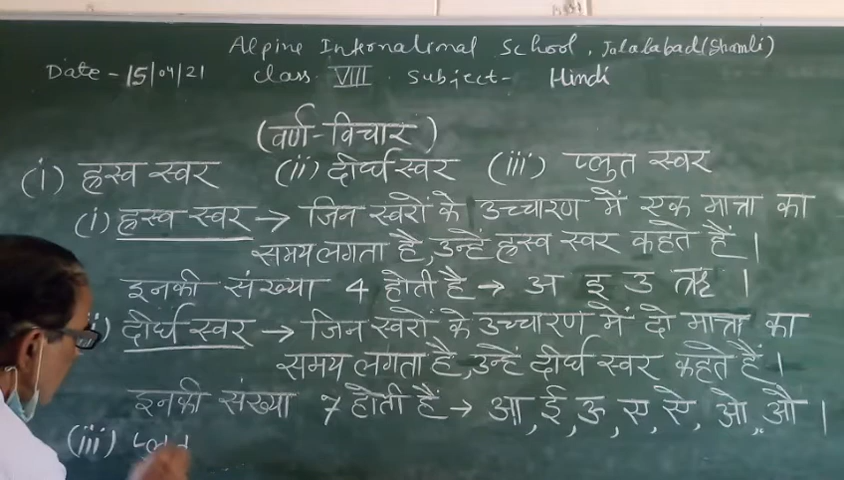 Alpine International School, Jalalabad (Shamli)
Date - 15/04/21 Class VIII Subject - Hindi
(वर्ण-विचार)
(i) ह्रस्व स्वर (ii) दीर्घ स्वर (iii) प्लुत स्वर
(i) ह्रस्व स्वर → जिन स्वरों के उच्चारण में एक मात्रा का
समय लगता है, उन्हें ह्रस्व स्वर कहते हैं।
इनकी संख्या 4 होती है → अ इ उ ऋ।
ii) दीर्घ स्वर → जिन स्वरों के उच्चारण में दो मात्रा का
समय लगता है, उन्हें दीर्घ स्वर कहते हैं।
इनकी संख्या 7 होती है → आ, ई, ऊ, ए, ऐ, ओ, औ।
(iii)